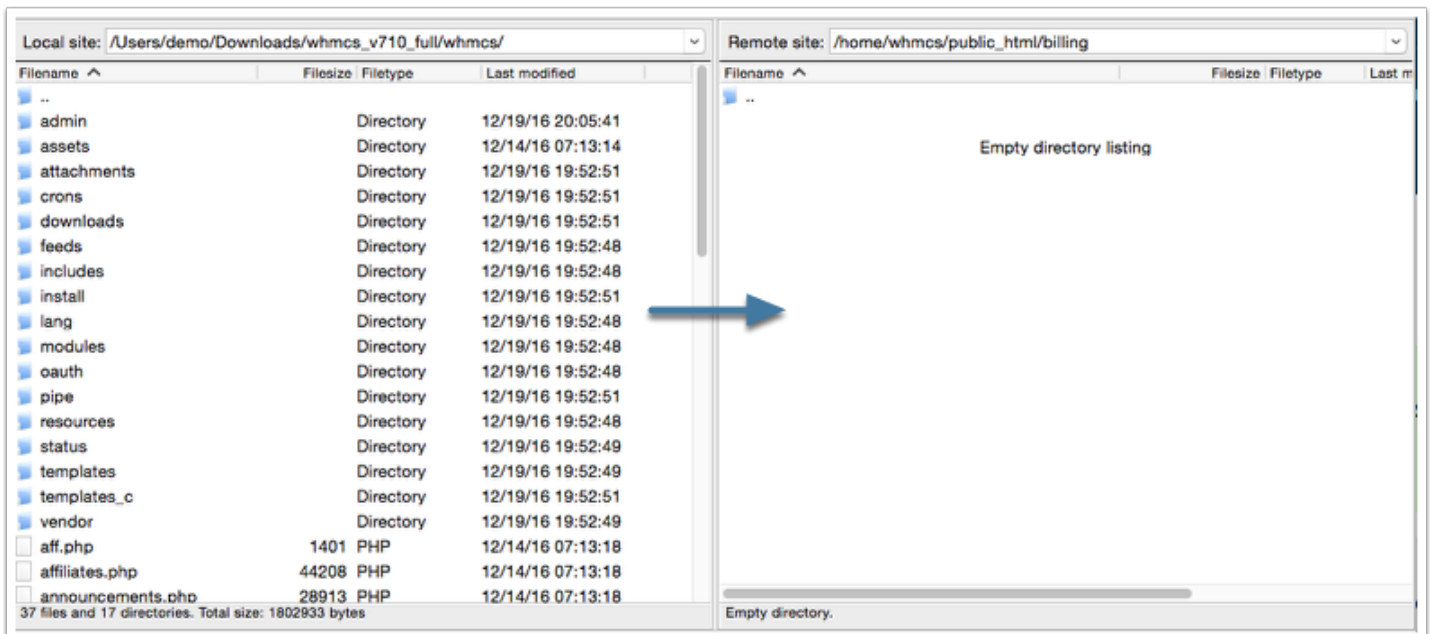 Local site: /Users/demo/Downloads/whmcs_v710_full/whmcs/
Filename Filesize Filetype Last modified
..
admin Directory 12/19/16 20:05:41
assets Directory 12/14/16 07:13:14
attachments Directory 12/19/16 19:52:51
crons Directory 12/19/16 19:52:51
downloads Directory 12/19/16 19:52:51
feeds Directory 12/19/16 19:52:48
includes Directory 12/19/16 19:52:48
install Directory 12/19/16 19:52:51
lang Directory 12/19/16 19:52:48
modules Directory 12/19/16 19:52:48
oauth Directory 12/19/16 19:52:48
pipe Directory 12/19/16 19:52:51
resources Directory 12/19/16 19:52:48
status Directory 12/19/16 19:52:49
templates Directory 12/19/16 19:52:49
templates_c Directory 12/19/16 19:52:51
vendor Directory 12/19/16 19:52:49
aff.php 1401 PHP 12/14/16 07:13:18
affiliates.php 44208 PHP 12/14/16 07:13:18
announcements.php 28913 PHP 12/14/16 07:13:18
37 files and 17 directories. Total size: 1802933 bytes
Remote site: /home/whmcs/public_html/billing
Filename Filesize Filetype Last m
..
Empty directory listing
Empty directory.